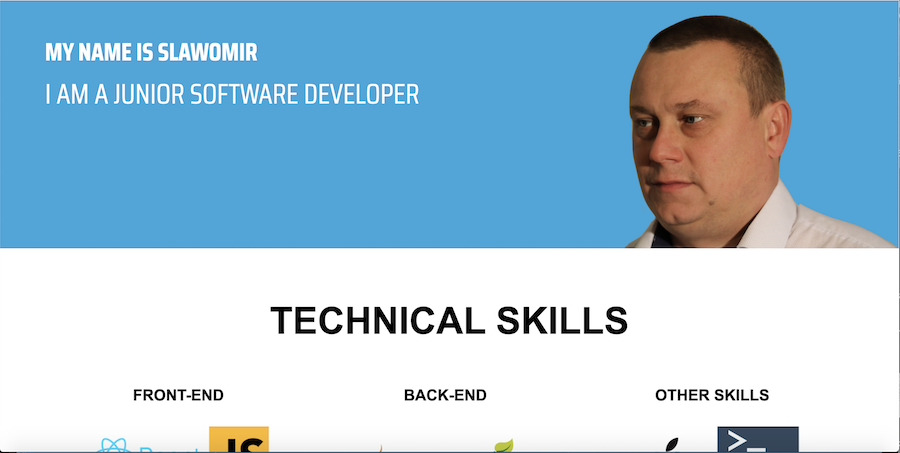 MY NAME IS SLAWOMIR
I AM A JUNIOR SOFTWARE DEVELOPER
TECHNICAL SKILLS
FRONT-END
BACK-END
OTHER SKILLS
JS